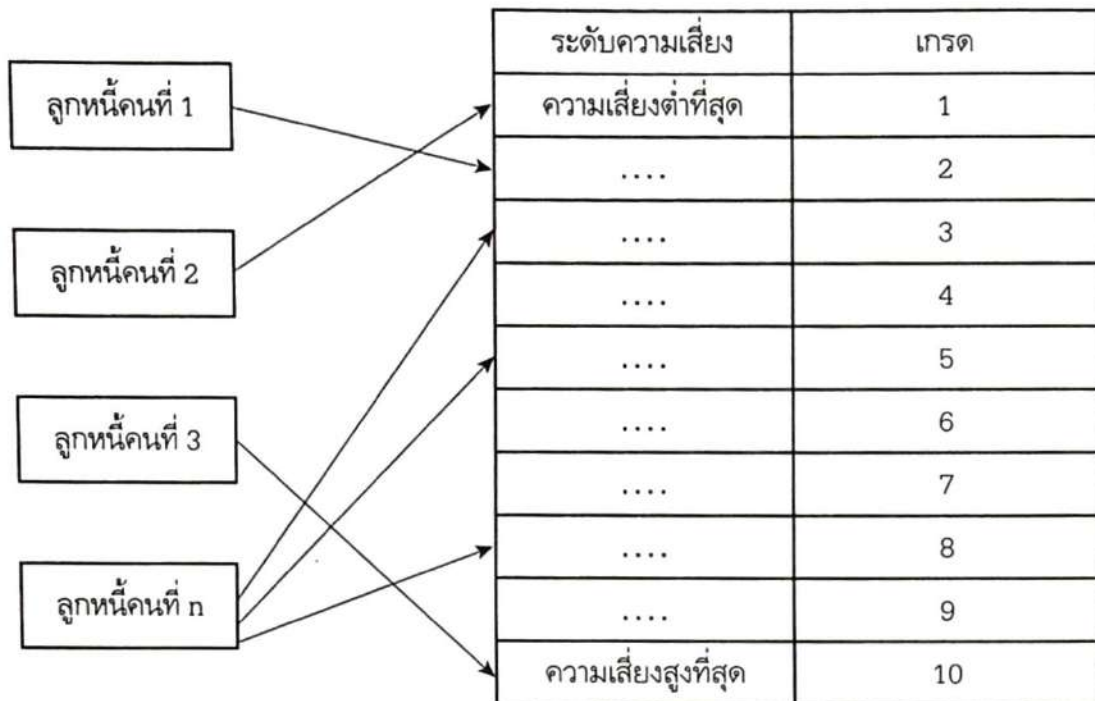 ระดับความเสี่ยง เกรด
ลูกหนี้คนที่ 1
ลูกหนี้คนที่ 2
ลูกหนี้คนที่ 3
ลูกหนี้คนที่ n
ความเสี่ยงต่ำที่สุด 1
.... 2
.... 3
.... 4
.... 5
.... 6
.... 7
.... 8
.... 9
ความเสี่ยงสูงที่สุด 10